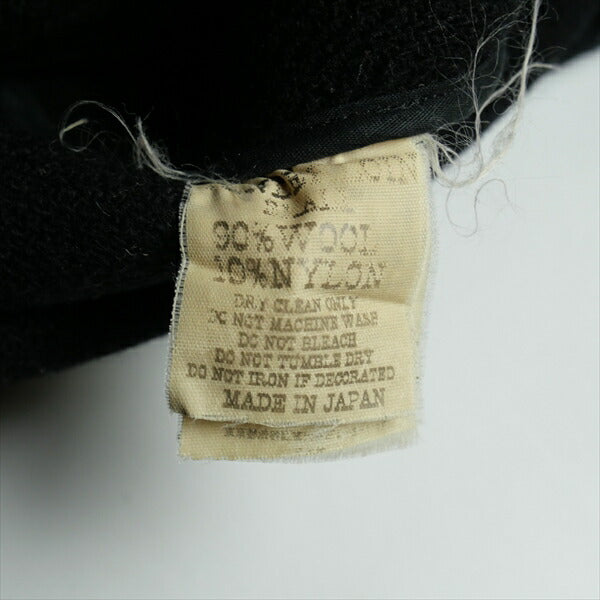 90% WOOL
10% NYLON
DRY CLEAN ONLY
DO NOT MACHINE WASH
DO NOT BLEACH
DO NOT TUMBLE DRY
DO NOT IRON IF DECORATED
MADE IN JAPAN